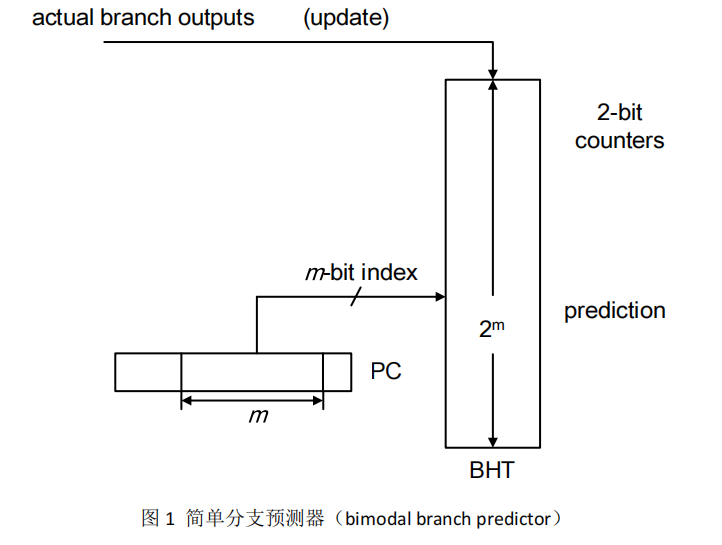 actual branch outputs (update)
2-bit
counters
m-bit index
prediction
2ᵐ
PC
m
BHT
图 1 简单分支预测器（bimodal branch predictor）